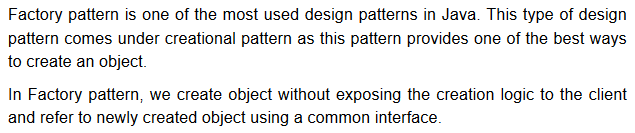 Factory pattern is one of the most used design patterns in Java. This type of design
pattern comes under creational pattern as this pattern provides one of the best ways
to create an object.
In Factory pattern, we create object without exposing the creation logic to the client
and refer to newly created object using a common interface.